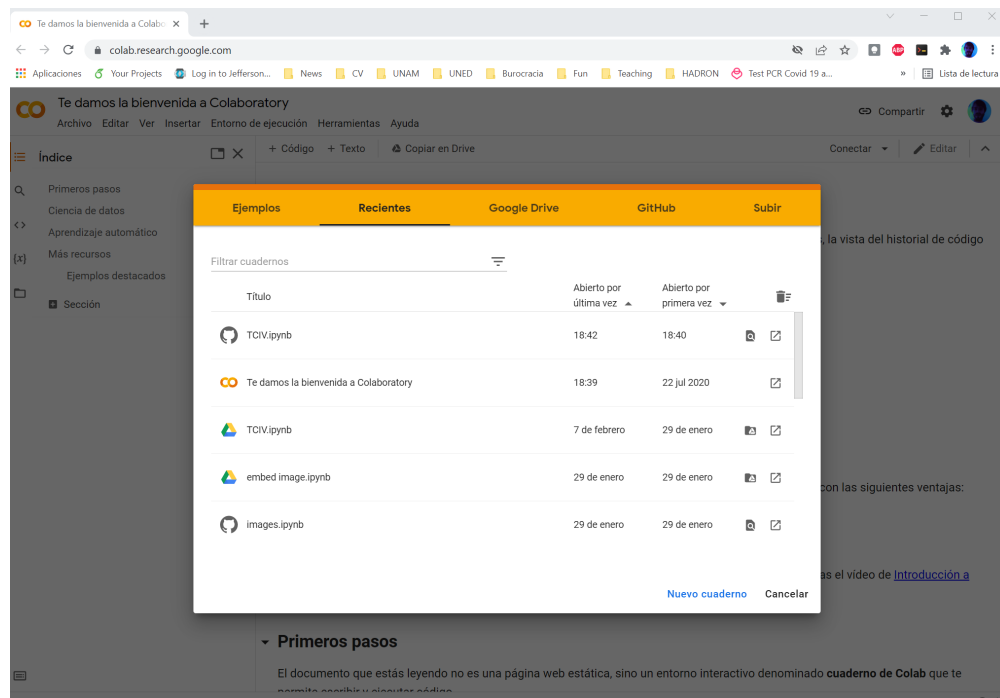 Te damos la bienvenida a Colabo
colab.research.google.com
ABP
Aplicaciones Your Projects Log in to Jefferson... News CV UNAM UNED Burocracia Fun Teaching HADRON Test PCR Covid 19 a... » Lista de lectura
CO Te damos la bienvenida a Colaboratory
Archivo Editar Ver Insertar Entorno de ejecución Herramientas Ayuda
Compartir
Índice
+ Código + Texto Copiar en Drive
Conectar Editar
Primeros pasos
Ciencia de datos
Aprendizaje automático
Más recursos
Ejemplos destacados
Sección
Ejemplos Recientes Google Drive GitHub Subir
, la vista del historial de código
Filtrar cuadernos
Título
Abierto por última vez
Abierto por primera vez
TCIV.ipynb 18:42 18:40
Te damos la bienvenida a Colaboratory 18:39 22 jul 2020
TCIV.ipynb 7 de febrero 29 de enero
embed image.ipynb 29 de enero 29 de enero
con las siguientes ventajas:
images.ipynb 29 de enero 29 de enero
as el vídeo de Introducción a
Nuevo cuaderno Cancelar
Primeros pasos
El documento que estás leyendo no es una página web estática, sino un entorno interactivo denominado cuaderno de Colab que te
permite escribir y ejecutar código.